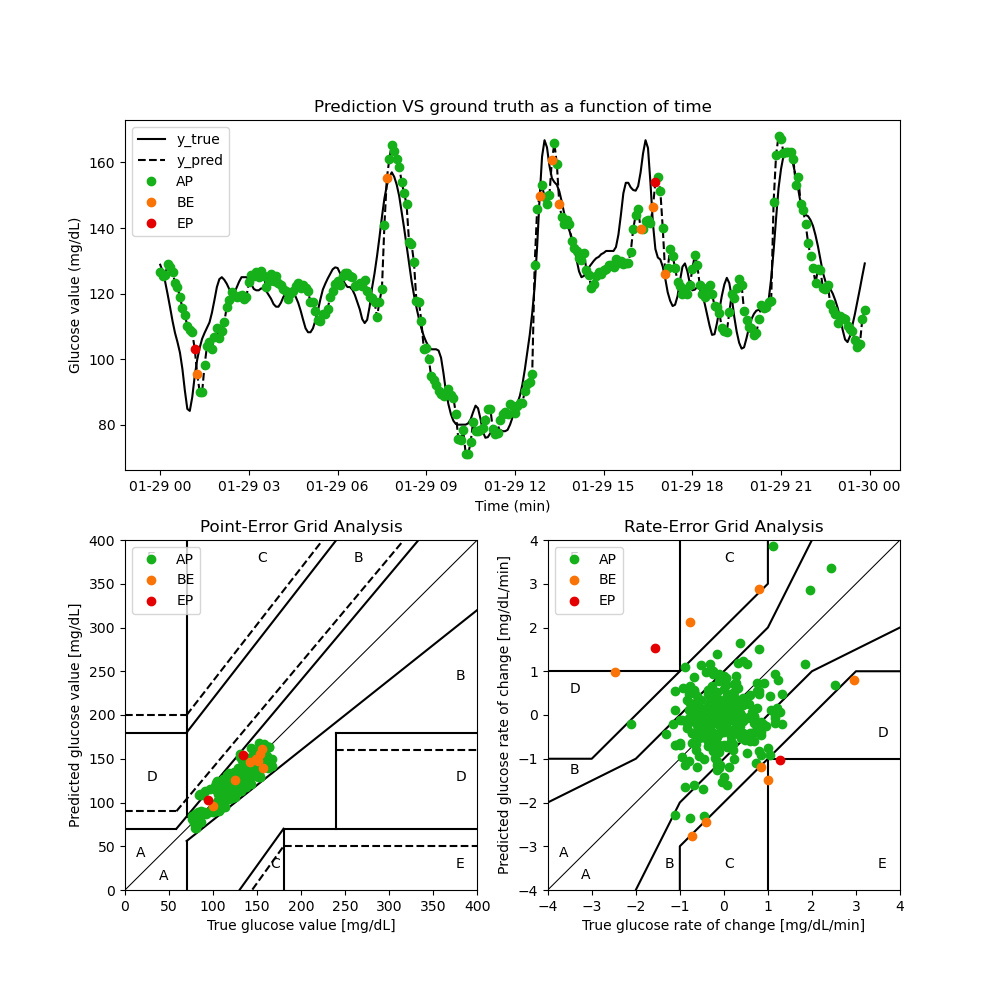 Prediction VS ground truth as a function of time
y_true
y_pred
AP
BE
EP
Glucose value (mg/dL)
160
140
120
100
80
01-29 00 01-29 03 01-29 06 01-29 09 01-29 12 01-29 15 01-29 18 01-29 21 01-30 00
Time (min)
Point-Error Grid Analysis
AP
BE
EP
C
B
B
D
D
A
A
C
E
Predicted glucose value [mg/dL]
400
350
300
250
200
150
100
50
0
0 50 100 150 200 250 300 350 400
True glucose value [mg/dL]
Rate-Error Grid Analysis
AP
BE
EP
C
D
D
B
A
A
B
C
E
Predicted glucose rate of change [mg/dL/min]
4
3
2
1
0
−1
−2
−3
−4
−4 −3 −2 −1 0 1 2 3 4
True glucose rate of change [mg/dL/min]